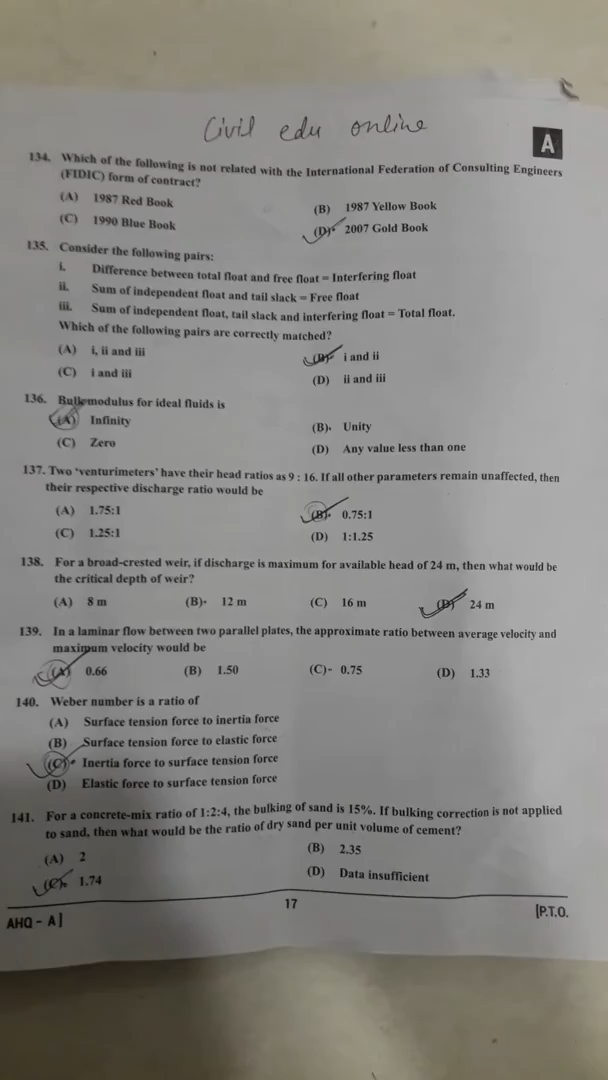 Civil edu online
A
134. Which of the following is not related with the International Federation of Consulting Engineers
(FIDIC) form of contract?
(A) 1987 Red Book
(B) 1987 Yellow Book
(C) 1990 Blue Book
(D) 2007 Gold Book
135. Consider the following pairs:
i. Difference between total float and free float = Interfering float
ii. Sum of independent float and tail slack = Free float
iii. Sum of independent float, tail slack and interfering float = Total float.
Which of the following pairs are correctly matched?
(A) i, ii and iii
(B) i and ii
(C) i and iii
(D) ii and iii
136. Bulk modulus for ideal fluids is
(A) Infinity
(B) Unity
(C) Zero
(D) Any value less than one
137. Two 'venturimeters' have their head ratios as 9 : 16. If all other parameters remain unaffected, then
their respective discharge ratio would be
(A) 1.75:1
(B) 0.75:1
(C) 1.25:1
(D) 1:1.25
138. For a broad-crested weir, if discharge is maximum for available head of 24 m, then what would be
the critical depth of weir?
(A) 8 m (B) 12 m (C) 16 m (D) 24 m
139. In a laminar flow between two parallel plates, the approximate ratio between average velocity and
maximum velocity would be
(A) 0.66 (B) 1.50 (C) 0.75 (D) 1.33
140. Weber number is a ratio of
(A) Surface tension force to inertia force
(B) Surface tension force to elastic force
(C) Inertia force to surface tension force
(D) Elastic force to surface tension force
141. For a concrete-mix ratio of 1:2:4, the bulking of sand is 15%. If bulking correction is not applied
to sand, then what would be the ratio of dry sand per unit volume of cement?
(A) 2
(B) 2.35
(C) 1.74
(D) Data insufficient
17
AHQ - A]
[P.T.O.